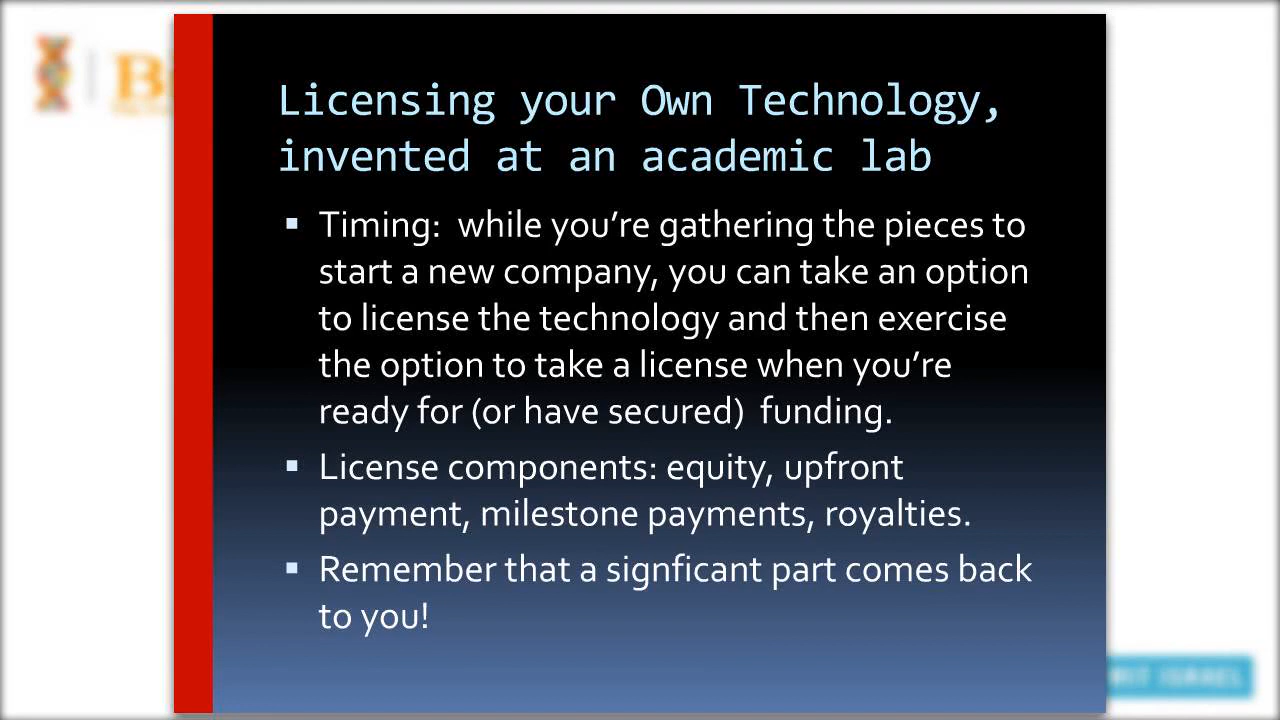 Licensing your Own Technology,
invented at an academic lab
▪ Timing:  while you’re gathering the pieces to
start a new company, you can take an option
to license the technology and then exercise
the option to take a license when you’re
ready for (or have secured)  funding.
▪ License components: equity, upfront
payment, milestone payments, royalties.
▪ Remember that a signficant part comes back
to you!
ISRAEL